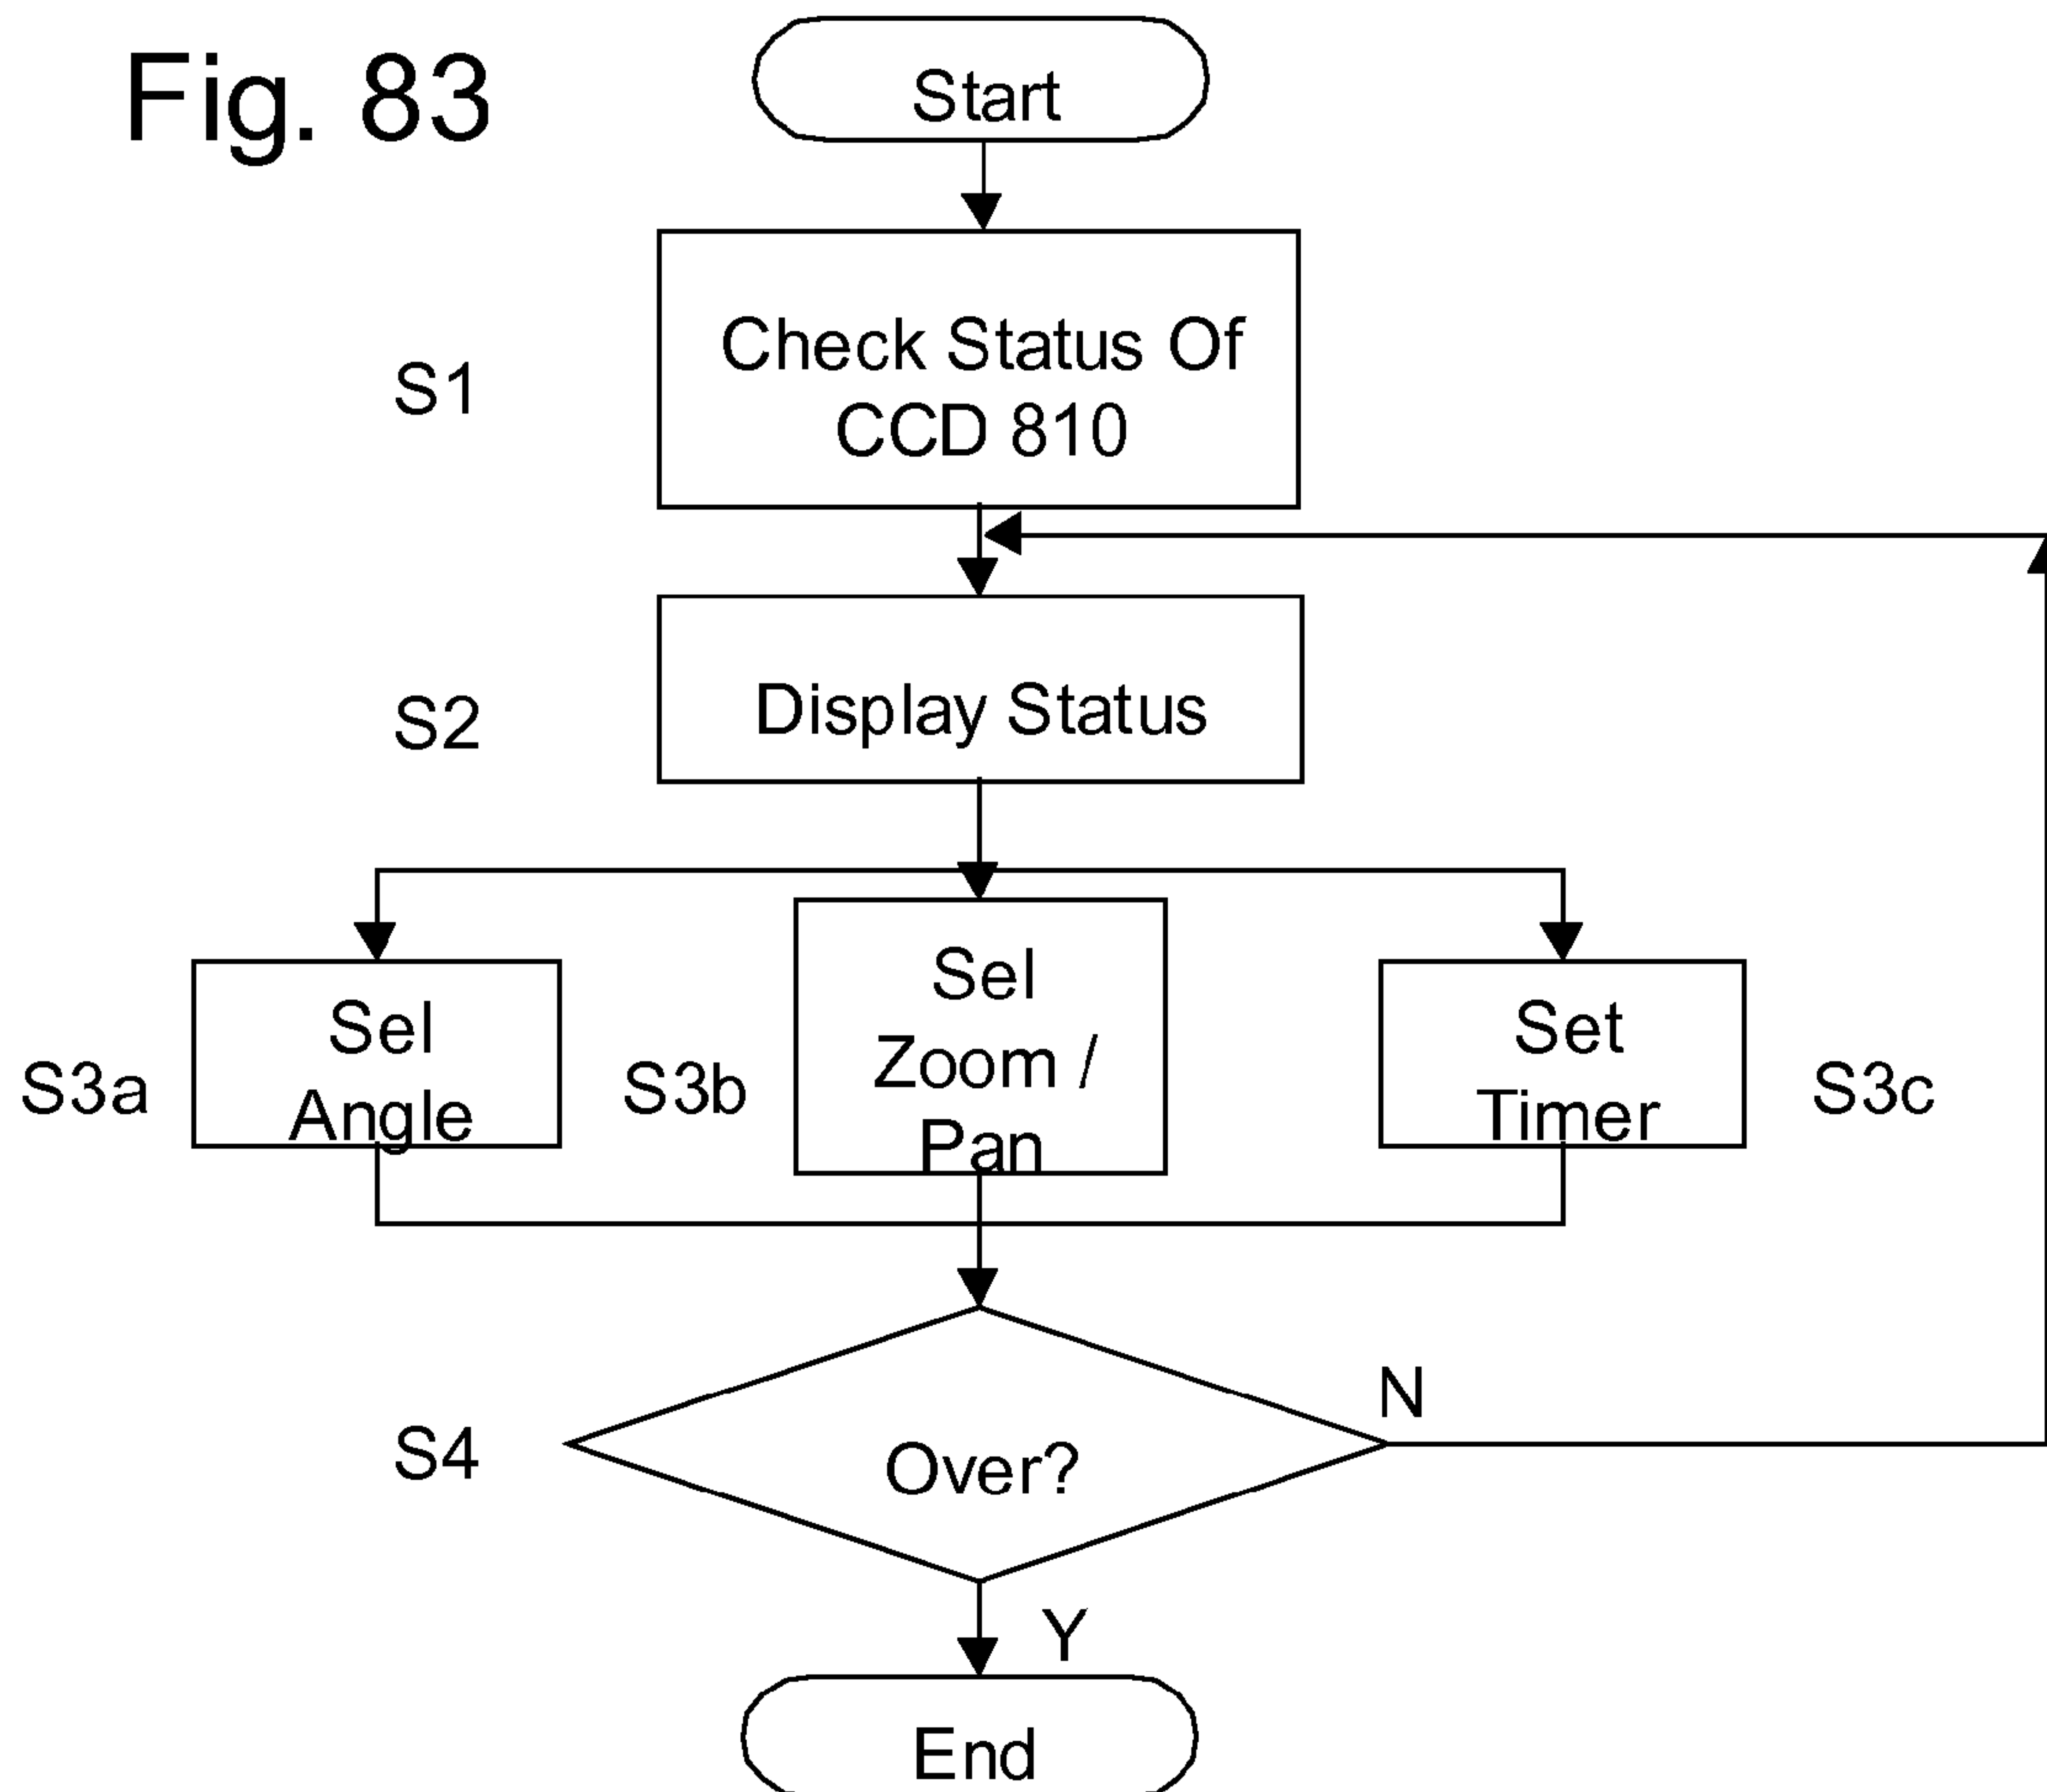 Fig. 83
Start
S1
Check Status Of
CCD 810
S2
Display Status
S3a
Sel
Angle
S3b
Sel
Zoom /
Pan
Set
Timer
S3c
S4
Over?
N
Y
End